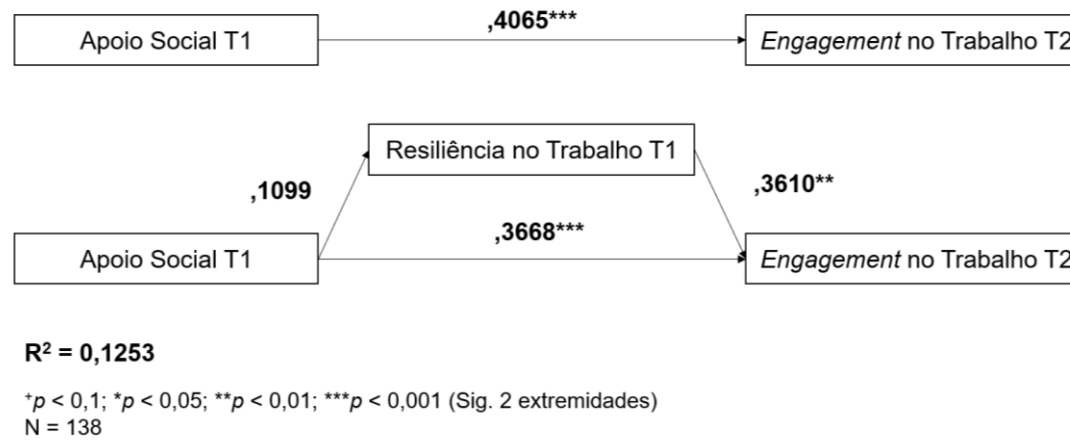 ,4065***
Apoio Social T1
Engagement no Trabalho T2
Resiliência no Trabalho T1
,1099
,3610**
,3668***
Apoio Social T1
Engagement no Trabalho T2
R² = 0,1253
⁺p < 0,1; *p < 0,05; **p < 0,01; ***p < 0,001 (Sig. 2 extremidades)
N = 138